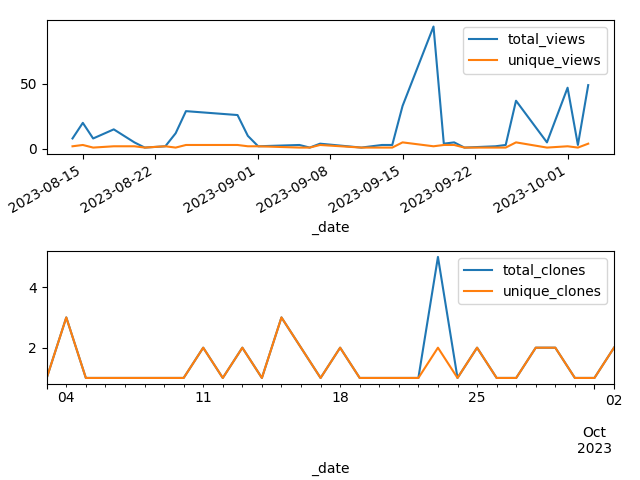 total_views
unique_views
50
0
2023-08-15
2023-08-22
2023-09-01
2023-09-08
2023-09-15
2023-09-22
2023-10-01
_date
total_clones
unique_clones
4
2
04
11
18
25
02
Oct
2023
_date